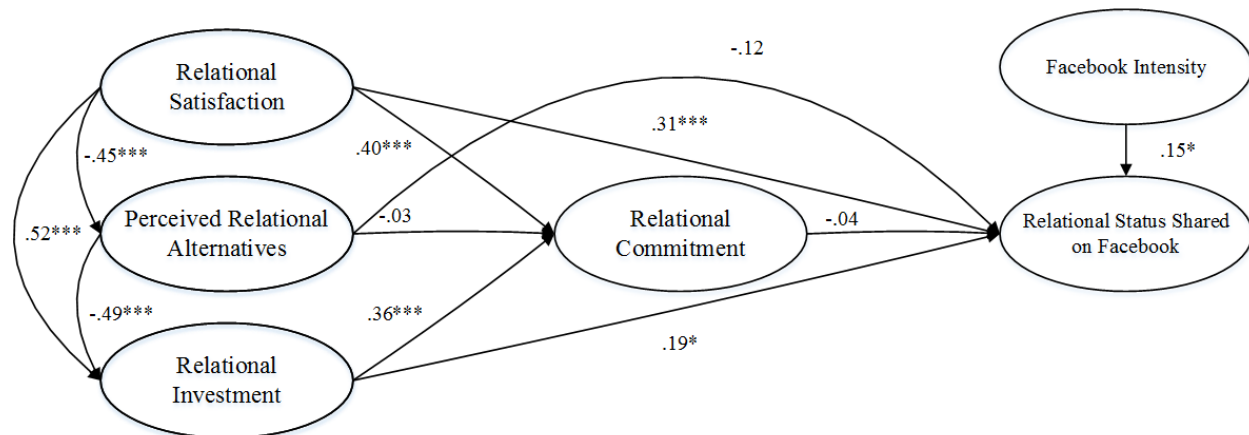 Relational
Satisfaction
Perceived Relational
Alternatives
Relational
Investment
Relational
Commitment
Facebook Intensity
Relational Status Shared
on Facebook
-.45***
.52***
-.49***
.40***
-.03
.36***
-.12
.31***
-.04
.19*
.15*